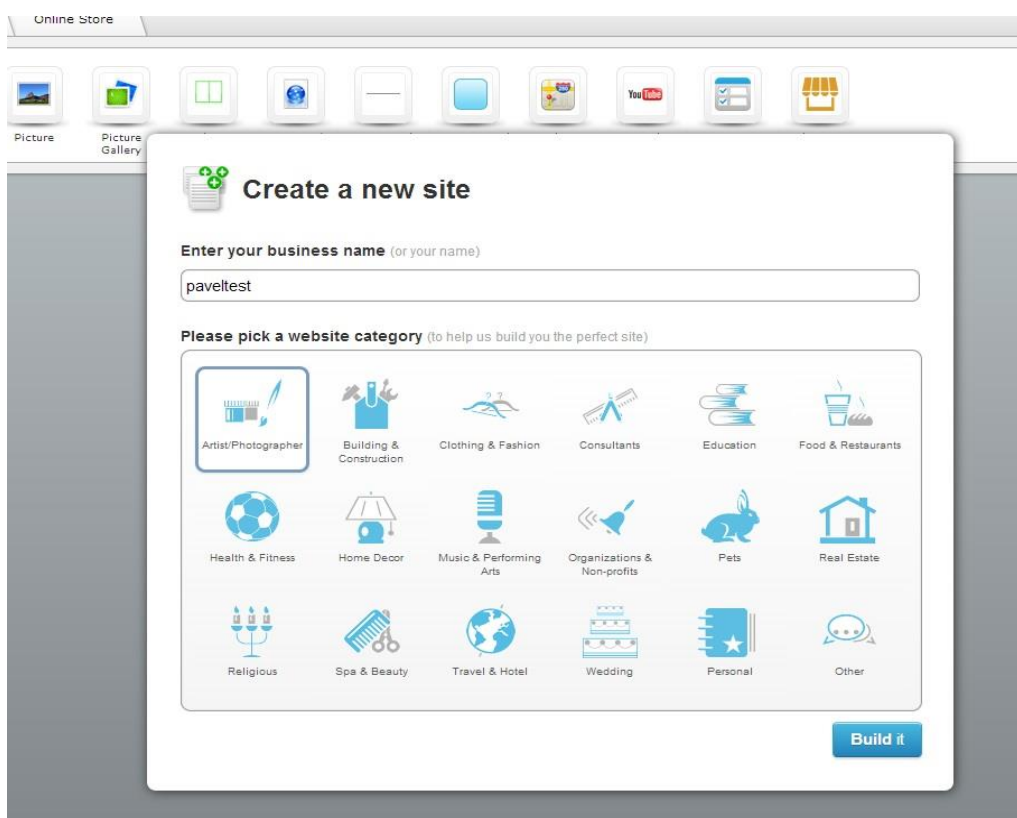 Online Store
You Tube
Picture
Picture
Gallery
Create a new site
Enter your business name (or your name)
paveltest
Please pick a website category (to help us build you the perfect site)
Artist/Photographer
Building &
Construction
Clothing & Fashion
Consultants
Education
Food & Restaurants
Health & Fitness
Home Decor
Music & Performing
Arts
Organizations &
Non-profits
Pets
Real Estate
Religious
Spa & Beauty
Travel & Hotel
Wedding
Personal
Other
Build it